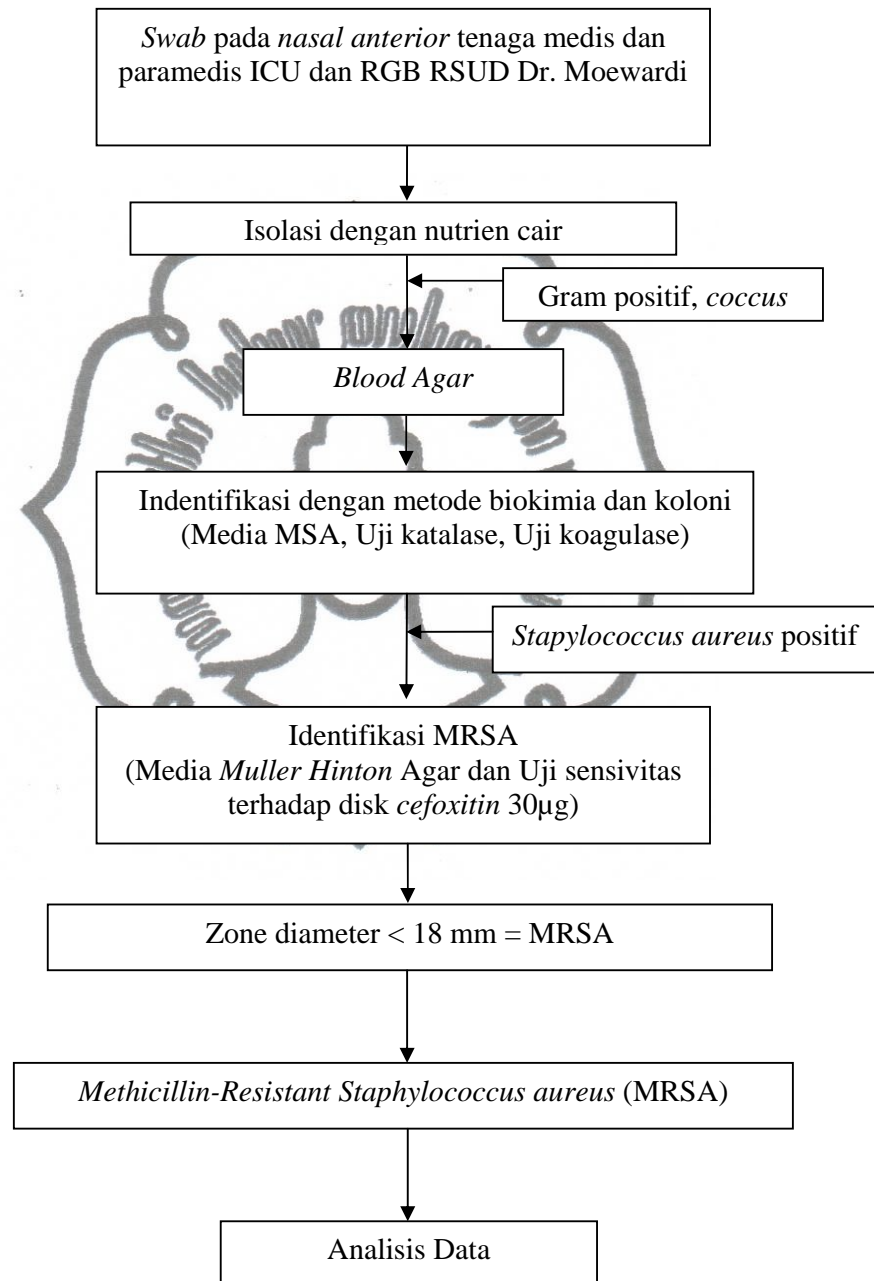 Swab pada nasal anterior tenaga medis dan
paramedis ICU dan RGB RSUD Dr. Moewardi
Isolasi dengan nutrien cair
Gram positif, coccus
Blood Agar
Indentifikasi dengan metode biokimia dan koloni
(Media MSA, Uji katalase, Uji koagulase)
Stapylococcus aureus positif
Identifikasi MRSA
(Media Muller Hinton Agar dan Uji sensivitas
terhadap disk cefoxitin 30µg)
Zone diameter < 18 mm = MRSA
Methicillin-Resistant Staphylococcus aureus (MRSA)
Analisis Data